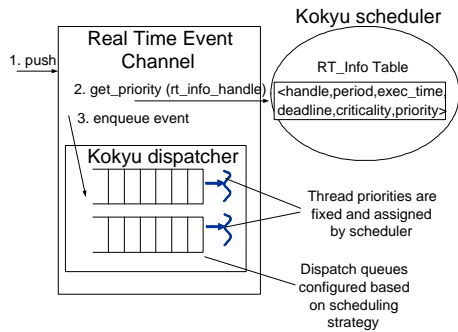 Kokyu scheduler
Real Time Event
Channel
1. push
RT_Info Table
<handle,period,exec_time,
deadline,criticality,priority>
2. get_priority (rt_info_handle)
3. enqueue event
Kokyu dispatcher
Thread priorities are
fixed and assigned
by scheduler
Dispatch queues
configured based
on scheduling
strategy